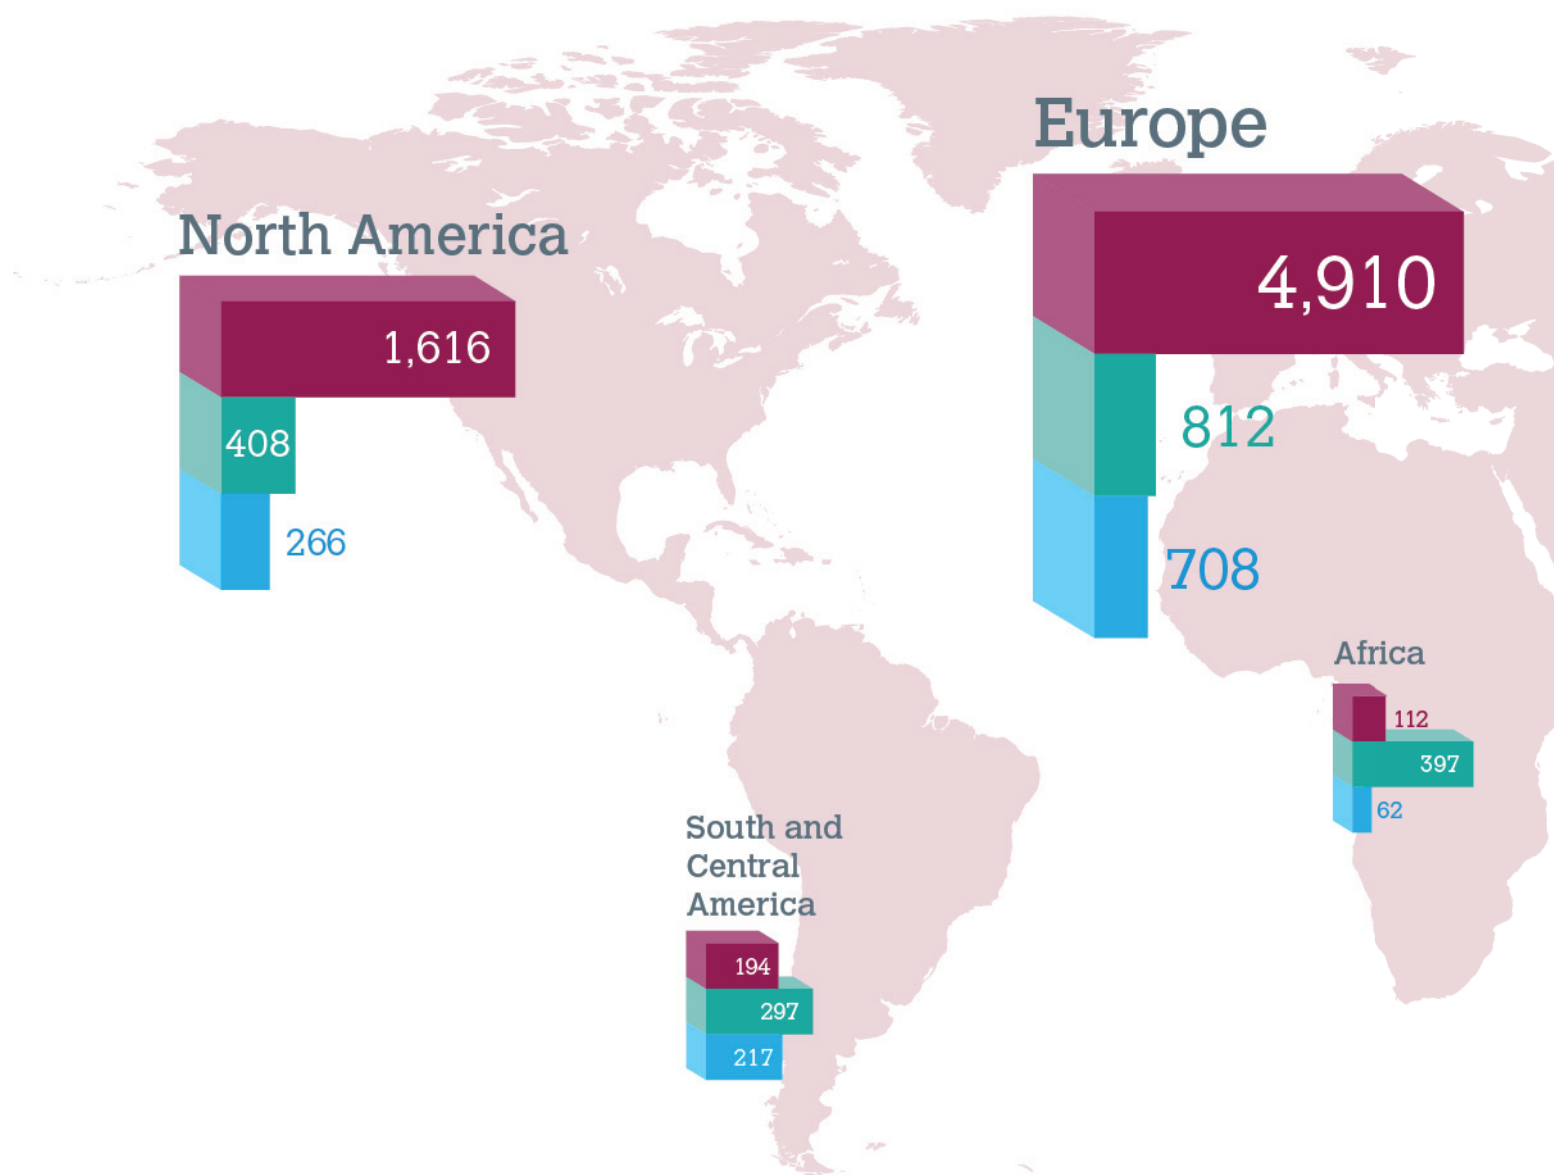 North America
1,616
408
266
Europe
4,910
812
708
Africa
112
397
62
South and
Central
America
194
297
217